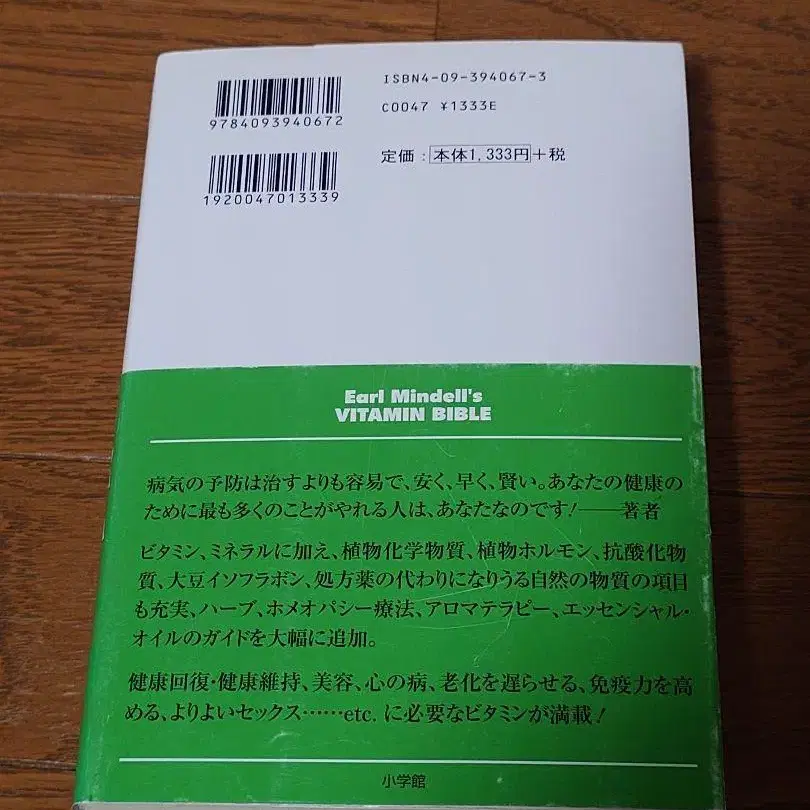 ISBN4-09-394067-3
9784093940672
C0047 ¥1333E
定価：本体1,333円＋税
1920047013339
Earl Mindell's
VITAMIN BIBLE
病気の予防は治すよりも容易で、安く、早く、賢い。あなたの健康の
ために最も多くのことがやれる人は、あなたなのです!——著者
ビタミン、ミネラルに加え、植物化学物質、植物ホルモン、抗酸化物
質、大豆イソフラボン、処方薬の代わりになりうる自然の物質の項目
も充実、ハーブ、ホメオパシー療法、アロマテラピー、エッセンシャル・
オイルのガイドを大幅に追加。
健康回復・健康維持、美容、心の病、老化を遅らせる、免疫力を高
める、よりよいセックス……etc. に必要なビタミンが満載!
小学館